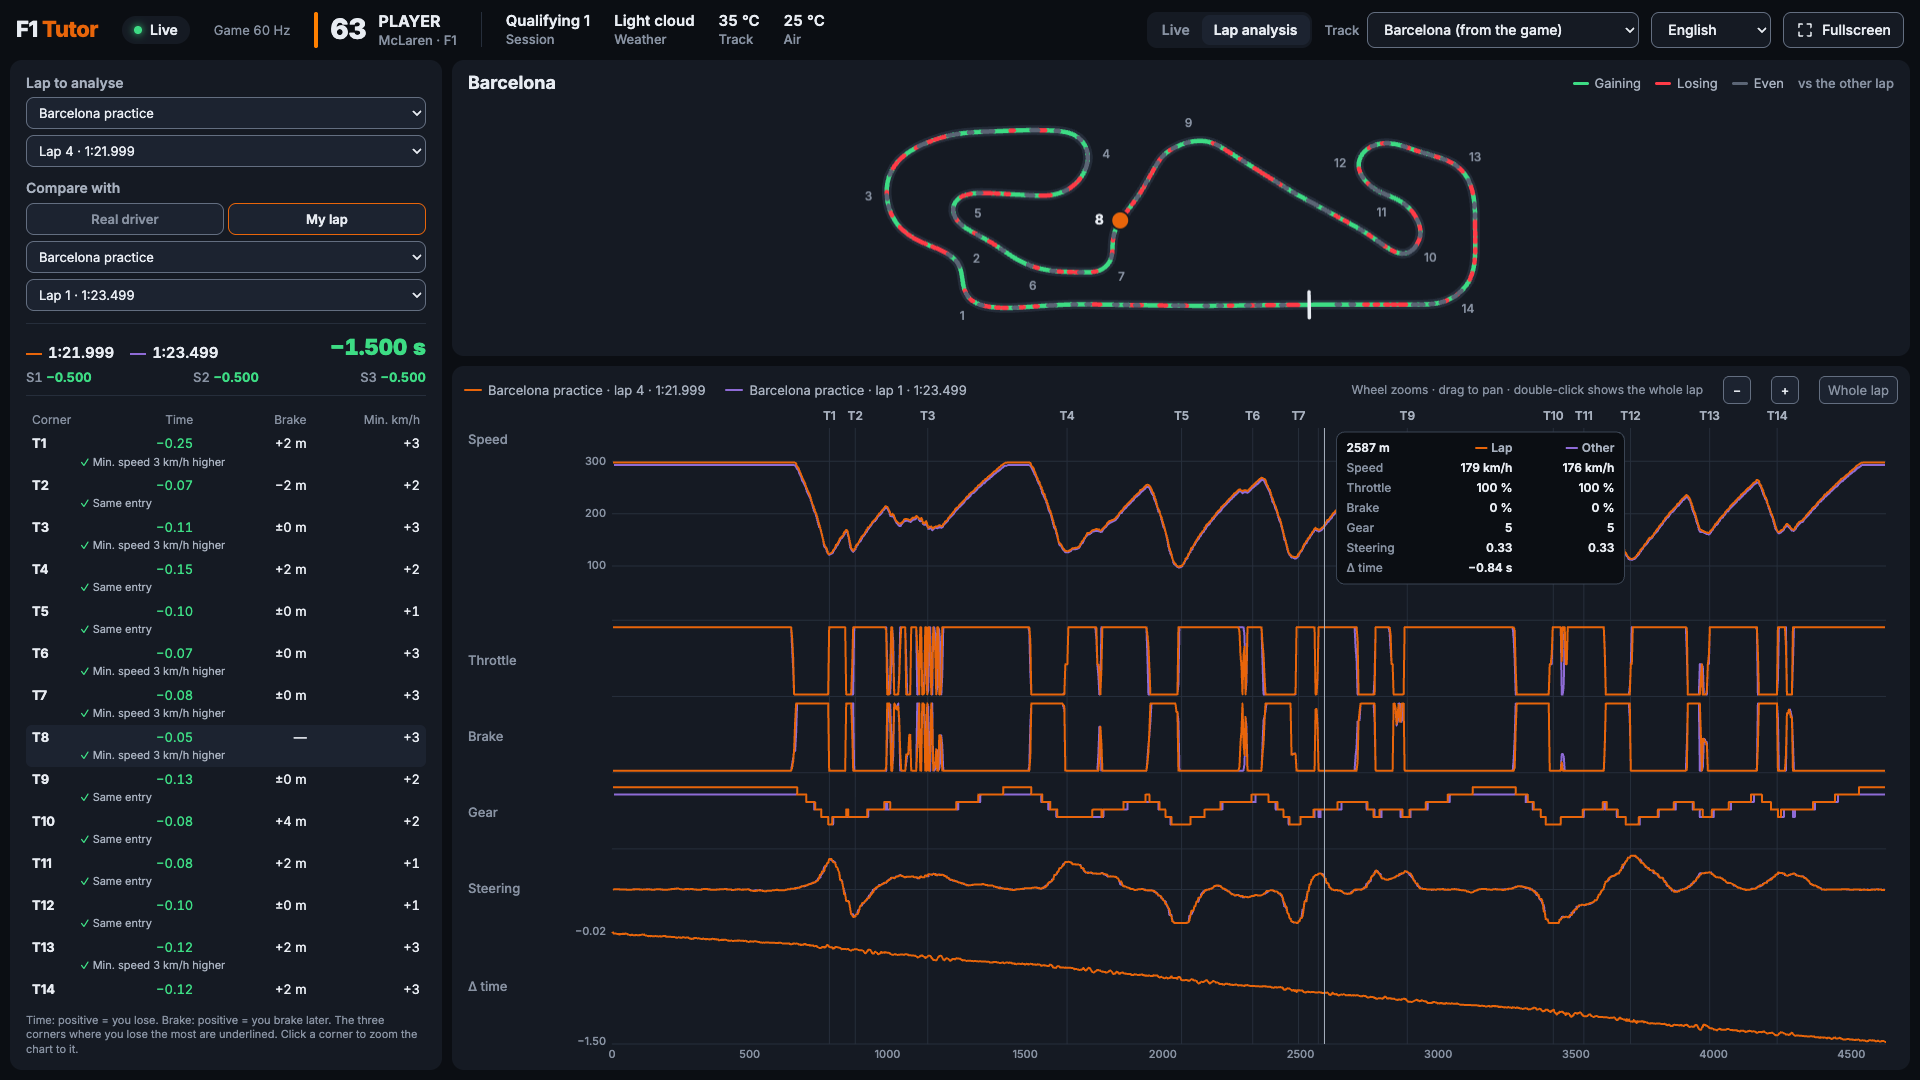 F1 Tutor
Live
Game 60 Hz
63
PLAYER
McLaren · F1
Qualifying 1
Session
Light cloud
Weather
35 °C
Track
25 °C
Air
Live
Lap analysis
Track
Barcelona (from the game)
English
Fullscreen
Lap to analyse
Barcelona practice
Lap 4 · 1:21.999
Compare with
Real driver
My lap
Barcelona practice
Lap 1 · 1:23.499
1:21.999
1:23.499
−1.500 s
S1 −0.500
S2 −0.500
S3 −0.500
Corner Time Brake Min. km/h
T1 −0.25 +2 m +3
✓ Min. speed 3 km/h higher
T2 −0.07 −2 m +2
✓ Same entry
T3 −0.11 ±0 m +3
✓ Min. speed 3 km/h higher
T4 −0.15 +2 m +2
✓ Same entry
T5 −0.10 ±0 m +1
✓ Same entry
T6 −0.07 ±0 m +3
✓ Min. speed 3 km/h higher
T7 −0.08 ±0 m +3
✓ Min. speed 3 km/h higher
T8 −0.05 — +3
✓ Min. speed 3 km/h higher
T9 −0.13 ±0 m +2
✓ Same entry
T10 −0.08 +4 m +2
✓ Same entry
T11 −0.08 +2 m +1
✓ Same entry
T12 −0.10 ±0 m +1
✓ Same entry
T13 −0.12 +2 m +3
✓ Min. speed 3 km/h higher
T14 −0.12 +2 m +3
Time: positive = you lose. Brake: positive = you brake later. The three
corners where you lose the most are underlined. Click a corner to zoom the
chart to it.
Barcelona
Gaining
Losing
Even
vs the other lap
9
4
12
13
3
5
8
11
2
10
7
6
1
14
Barcelona practice · lap 4 · 1:21.999
Barcelona practice · lap 1 · 1:23.499
Wheel zooms · drag to pan · double-click shows the whole lap
−
+
Whole lap
T1 T2 T3 T4 T5 T6 T7 T9 T10 T11 T12 T13 T14
Speed
300
200
100
2587 m Lap Other
Speed 179 km/h 176 km/h
Throttle 100 % 100 %
Brake 0 % 0 %
Gear 5 5
Steering 0.33 0.33
Δ time −0.84 s
Throttle
Brake
Gear
Steering
−0.02
Δ time
−1.50
0 500 1000 1500 2000 2500 3000 3500 4000 4500